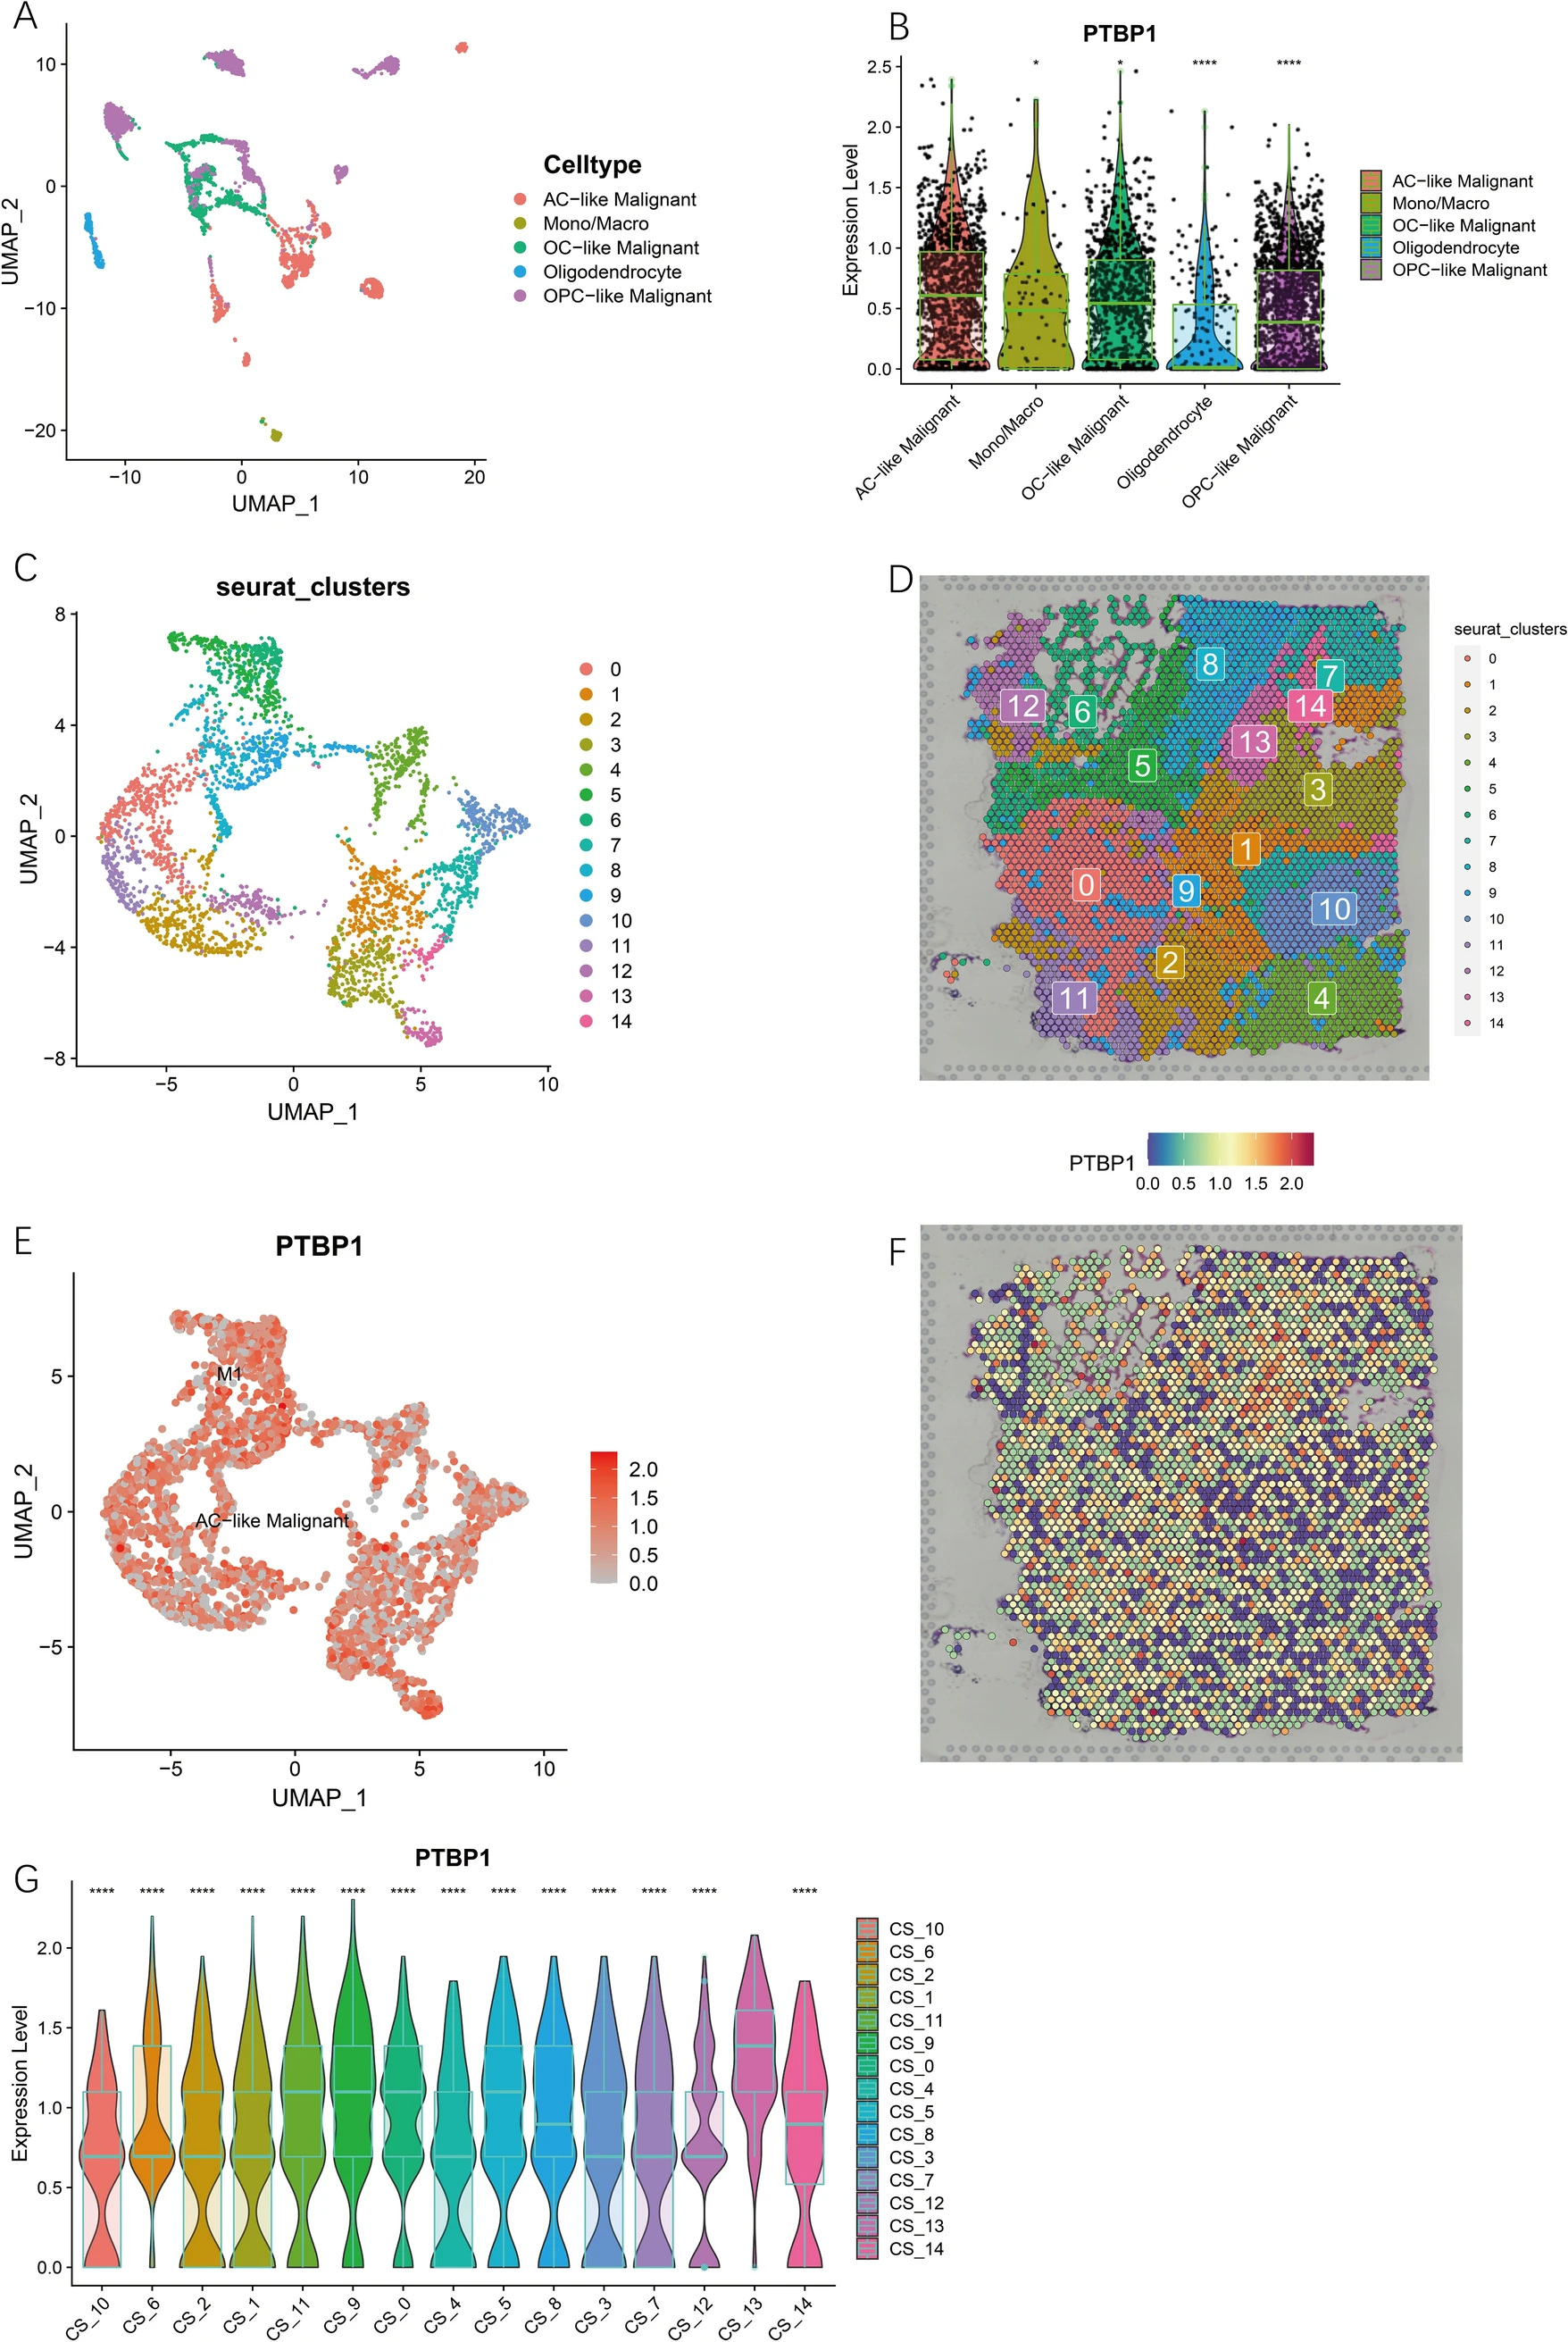 A
10
0
−10
−20
UMAP_2
−10
0
10
20
UMAP_1
Celltype
AC−like Malignant
Mono/Macro
OC−like Malignant
Oligodendrocyte
OPC−like Malignant
B
PTBP1
* * **** ****
2.5
2.0
1.5
1.0
0.5
0.0
Expression Level
AC−like Malignant
Mono/Macro
OC−like Malignant
Oligodendrocyte
OPC−like Malignant
AC−like Malignant
Mono/Macro
OC−like Malignant
Oligodendrocyte
OPC−like Malignant
C
seurat_clusters
8
4
0
−4
−8
UMAP_2
−5
0
5
10
UMAP_1
0
1
2
3
4
5
6
7
8
9
10
11
12
13
14
D
8
7
12
6
14
13
5
3
1
0
9
10
2
11
4
seurat_clusters
0
1
2
3
4
5
6
7
8
9
10
11
12
13
14
PTBP1
0.0 0.5 1.0 1.5 2.0
E
PTBP1
5
0
−5
UMAP_2
M1
AC−like Malignant
−5
0
5
10
UMAP_1
2.0
1.5
1.0
0.5
0.0
F
G
PTBP1
**** **** **** **** **** **** **** **** **** **** **** **** **** ****
2.0
1.5
1.0
0.5
0.0
Expression Level
CS_10
CS_6
CS_2
CS_1
CS_11
CS_9
CS_0
CS_4
CS_5
CS_8
CS_3
CS_7
CS_12
CS_13
CS_14
CS_10
CS_6
CS_2
CS_1
CS_11
CS_9
CS_0
CS_4
CS_5
CS_8
CS_3
CS_7
CS_12
CS_13
CS_14